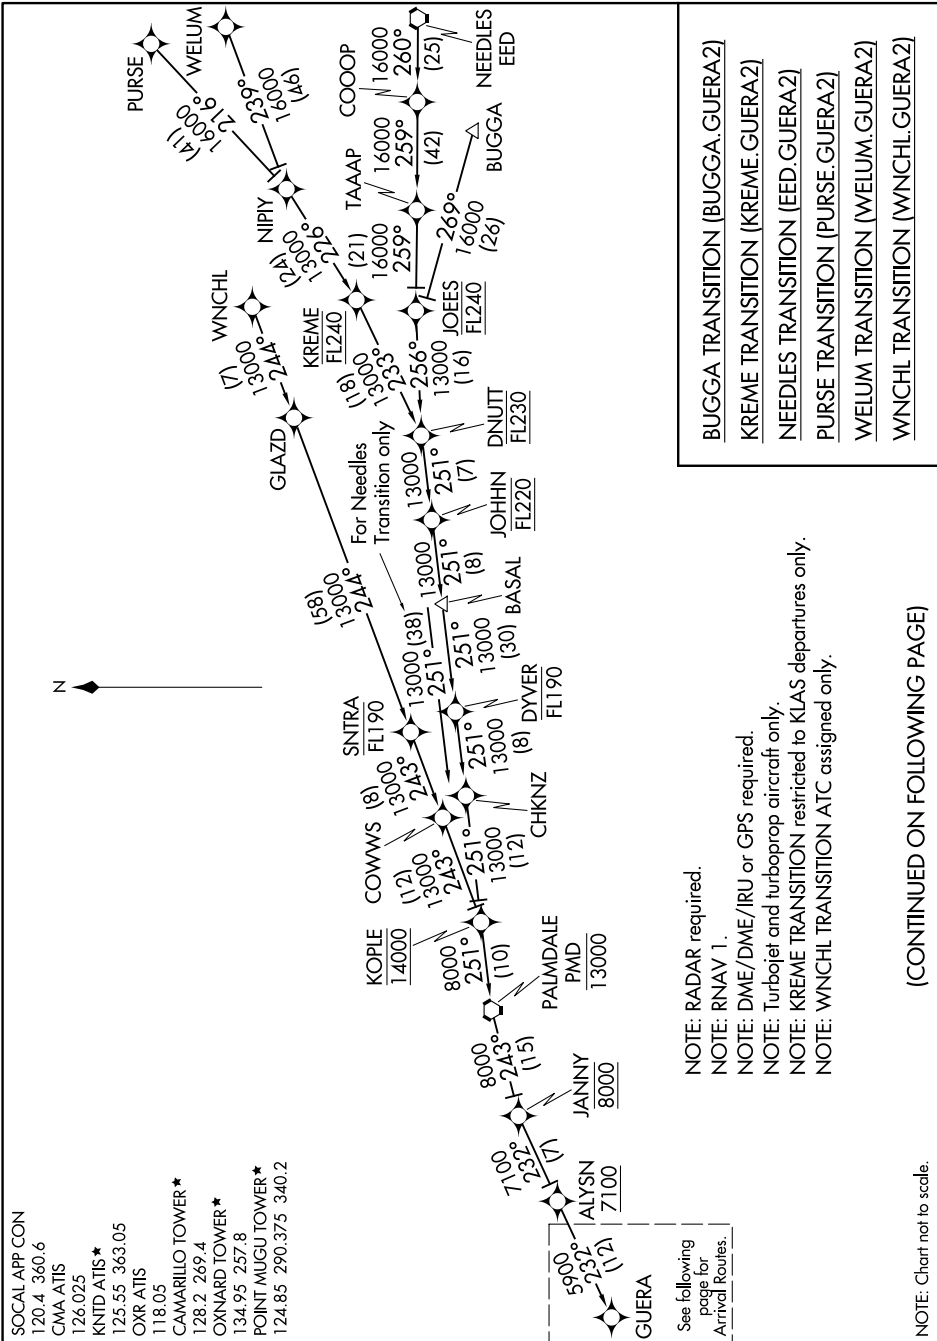 SOCAL APP CON
120.4 360.6
CMA ATIS
126.025
KNTD ATIS★
125.55 363.05
OXR ATIS
118.05
CAMARILLO TOWER★
128.2 269.4
OXNARD TOWER★
134.95 257.8
POINT MUGU TOWER★
124.85 290.375 340.2
N
PURSE
WELUM
(41)
16000
216°
239°
16000
(46)
NIPIY
(24)
13000
226°
KREME
FL240
(18)
13000
233°
WNCHL
(7)
13000
244°
GLAZD
(58)
13000
244°
SNTRA
FL190
(8)
13000
243°
COWWS
(12)
13000
243°
NEEDLES
EED
16000
260°
(25)
COOOP
16000
259°
(42)
TAAAP
(21)
16000
259°
BUGGA
269°
16000
(26)
JOEES
FL240
256°
13000
(16)
DNUTT
FL230
13000
251°
(7)
JOHHN
FL220
13000
251°
(8)
BASAL
For Needles
Transition only
13000 (38)
251°
251°
13000
(30)
DYVER
FL190
251°
13000
(8)
CHKNZ
251°
13000
(12)
KOPLE
14000
8000
251°
(10)
PALMDALE
PMD
13000
8000
243°
(15)
JANNY
8000
7100
232°
(7)
ALYSN
7100
5900
232°
(12)
GUERA
See following
page for
Arrival Routes.
BUGGA TRANSITION (BUGGA.GUERA2)
KREME TRANSITION (KREME.GUERA2)
NEEDLES TRANSITION (EED.GUERA2)
PURSE TRANSITION (PURSE.GUERA2)
WELUM TRANSITION (WELUM.GUERA2)
WNCHL TRANSITION (WNCHL.GUERA2)
NOTE: RADAR required.
NOTE: RNAV 1.
NOTE: DME/DME/IRU or GPS required.
NOTE: Turbojet and turboprop aircraft only.
NOTE: KREME TRANSITION restricted to KLAS departures only.
NOTE: WNCHL TRANSITION ATC assigned only.
(CONTINUED ON FOLLOWING PAGE)
NOTE: Chart not to scale.